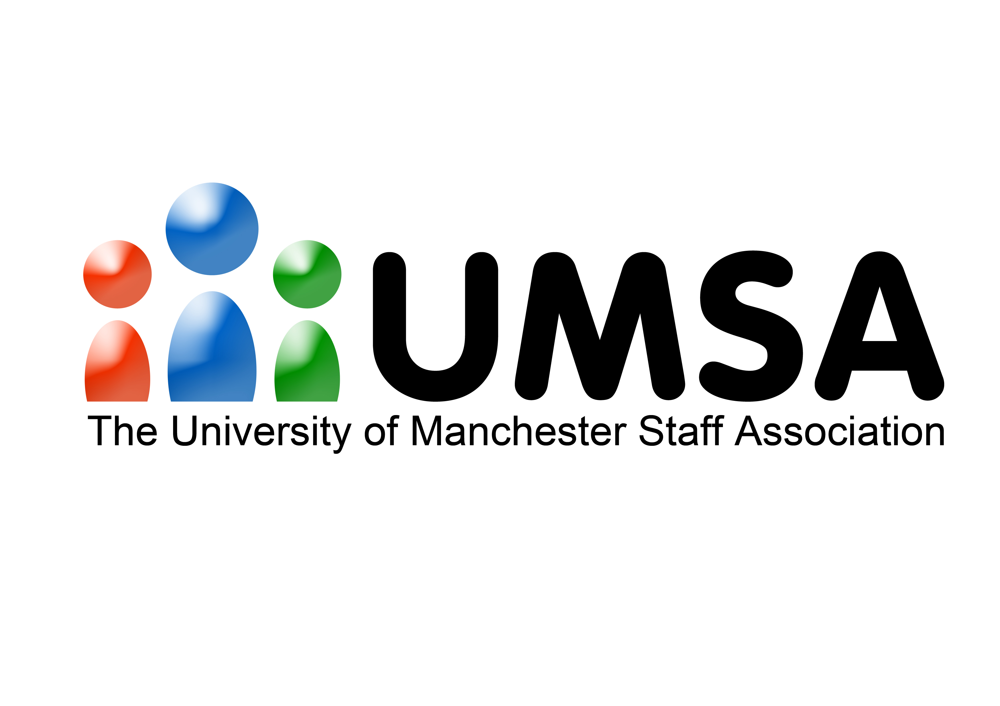 UMSA
The University of Manchester Staff Association